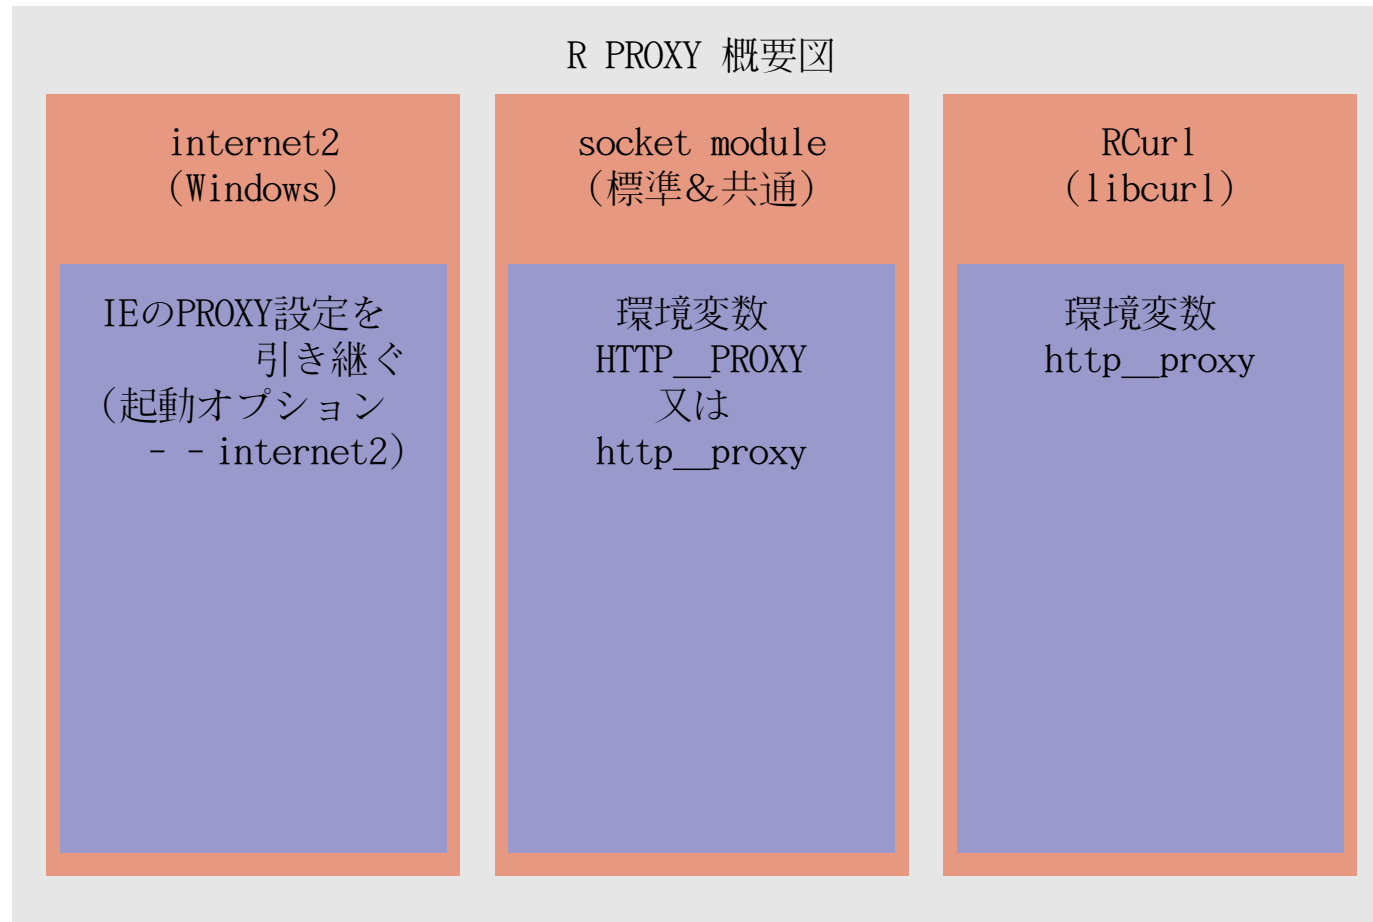 R PROXY 概要図
internet2
(Windows)
IEのPROXY設定を
引き継ぐ
(起動オプション
--internet2)
socket module
(標準&共通)
環境変数
HTTP__PROXY
又は
http__proxy
RCurl
(libcurl)
環境変数
http__proxy